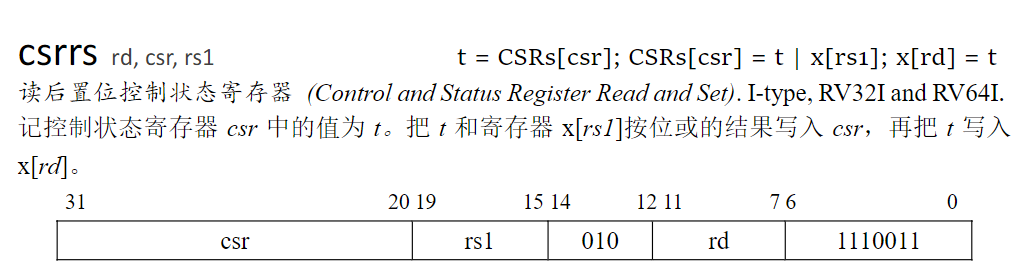 csrrs rd, csr, rs1 t = CSRs[csr]; CSRs[csr] = t | x[rs1]; x[rd] = t
读后置位控制状态寄存器 (Control and Status Register Read and Set). I-type, RV32I and RV64I.
记控制状态寄存器 csr 中的值为 t。把 t 和寄存器 x[rs1]按位或的结果写入 csr，再把 t 写入
x[rd]。
31 20 19 15 14 12 11 7 6 0
csr rs1 010 rd 1110011